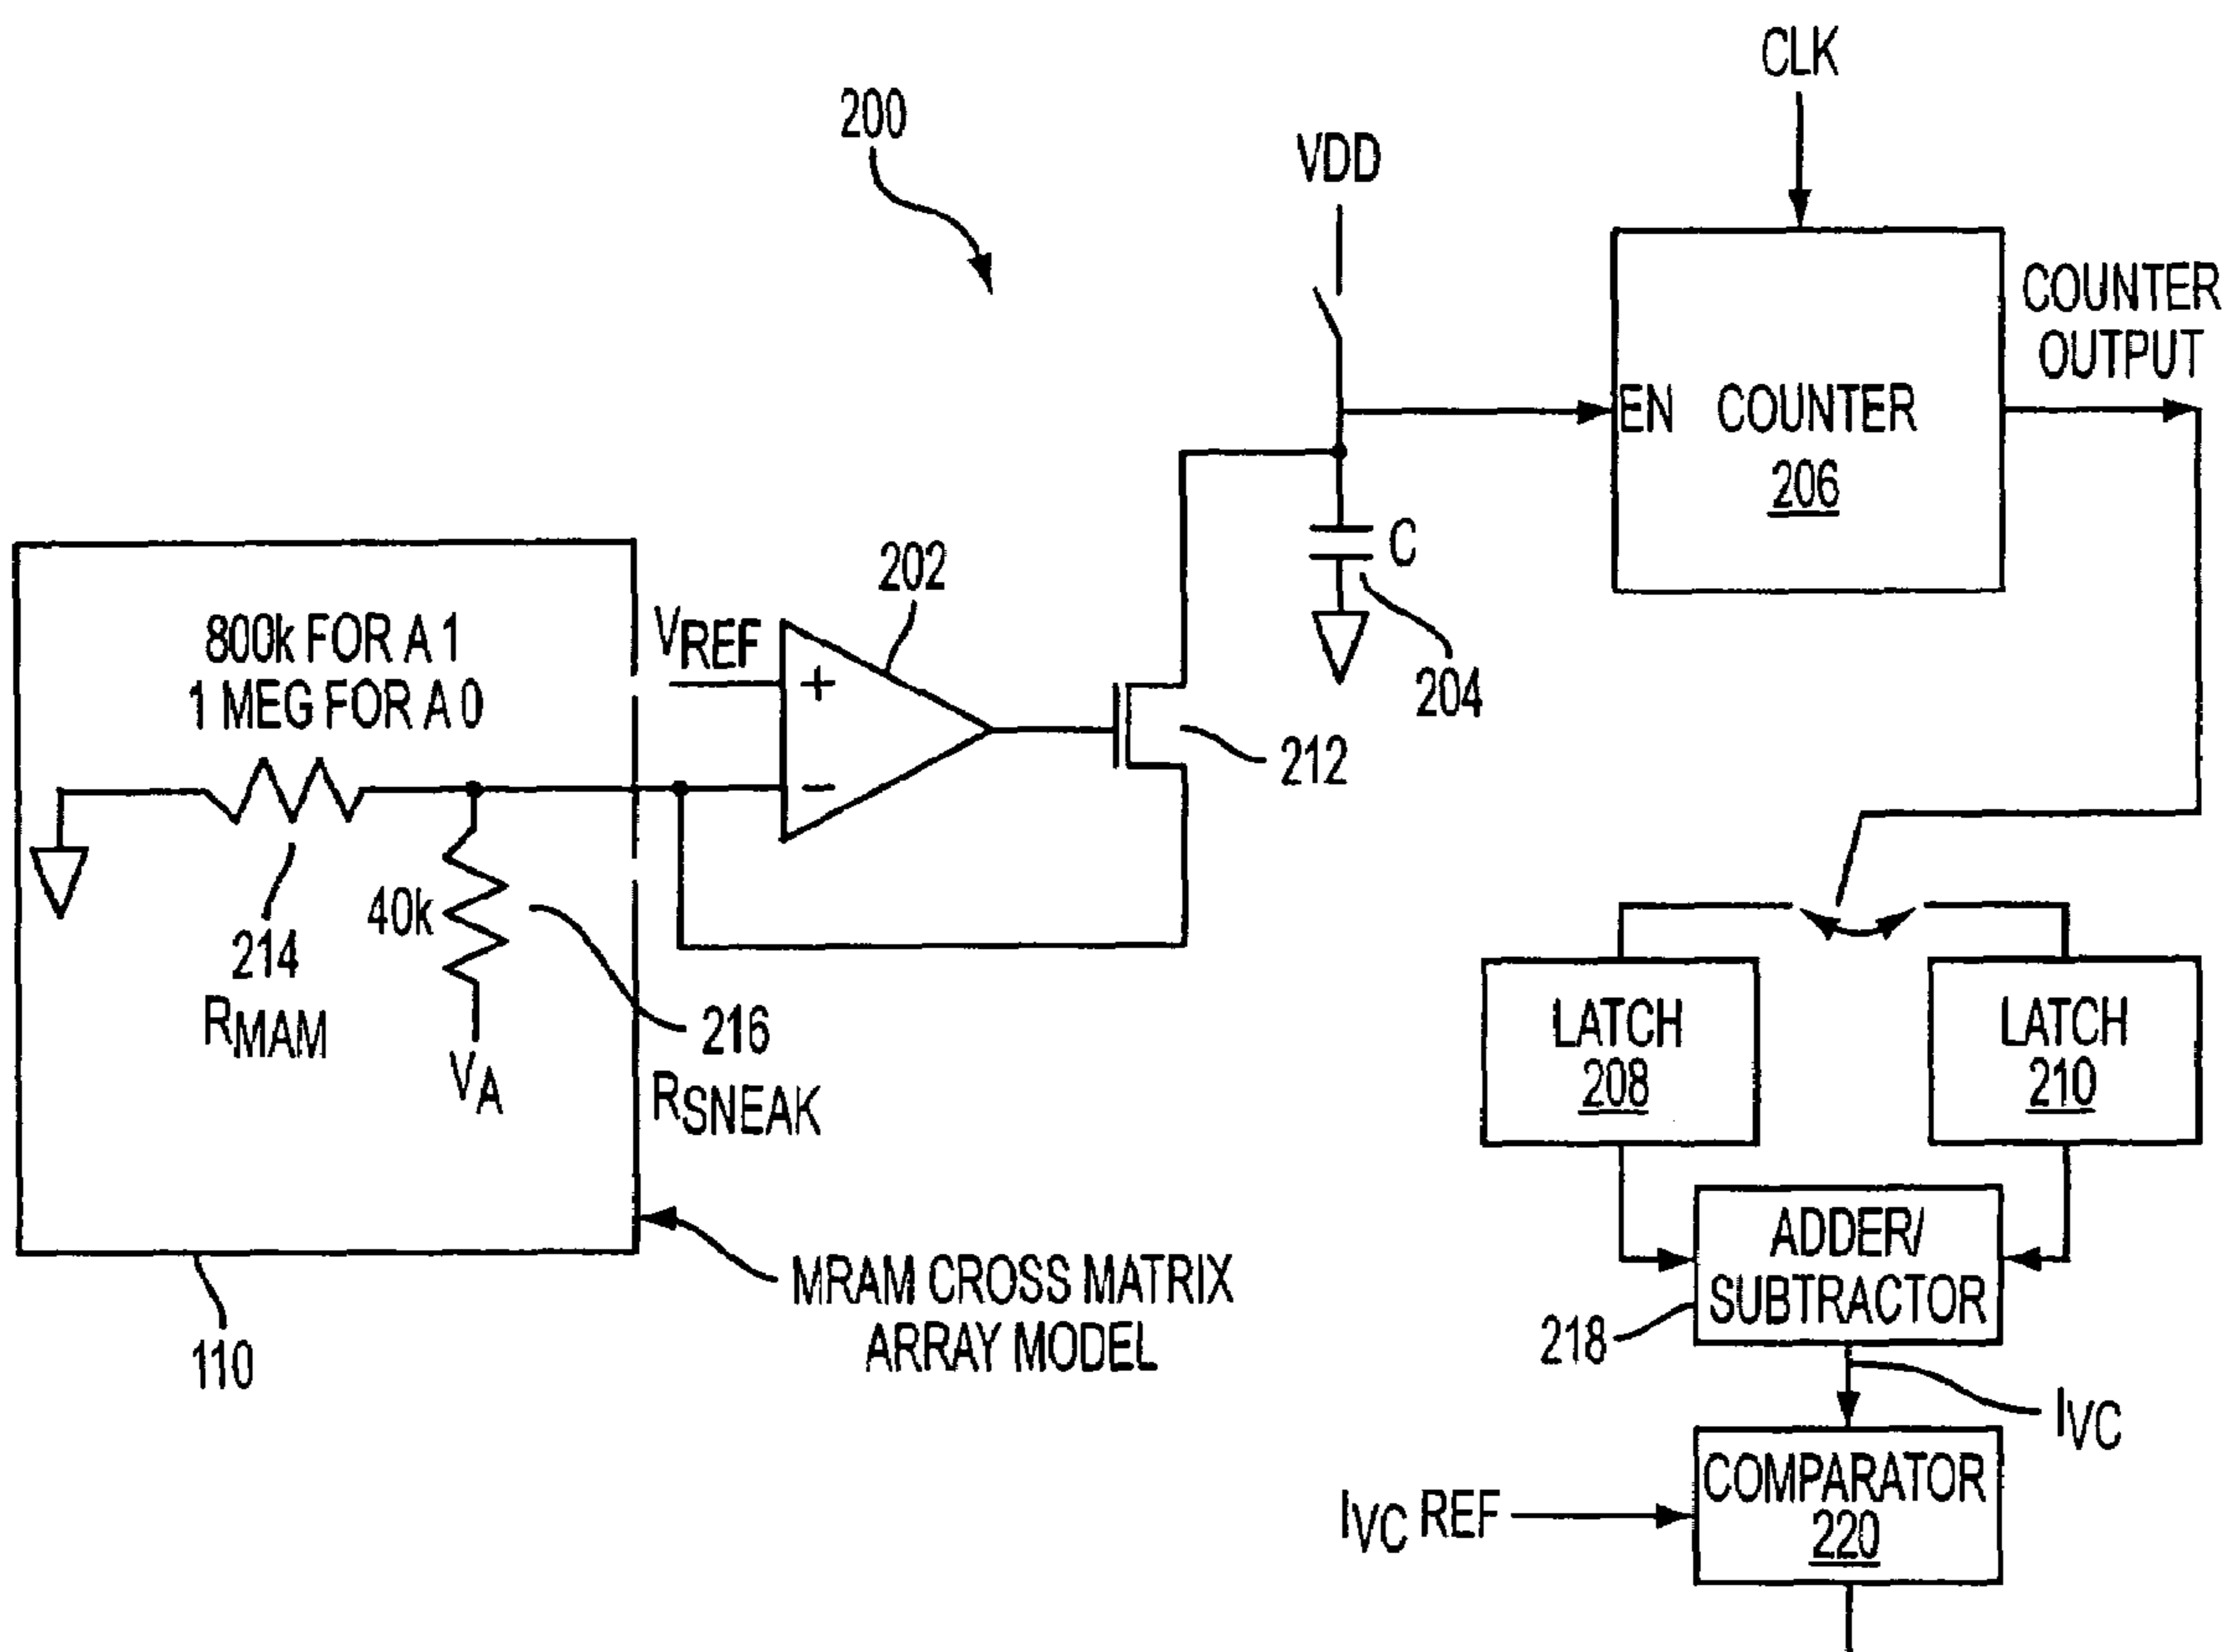 CLK
200
VDD
COUNTER
OUTPUT
EN COUNTER
206
C
204
202
VREF
+
−
212
800k FOR A 1
1 MEG FOR A 0
40k
214
RMAM
216
RSNEAK
VA
LATCH
208
LATCH
210
ADDER/
SUBTRACTOR
218
MRAM CROSS MATRIX
ARRAY MODEL
110
IVC
COMPARATOR
220
IVC REF